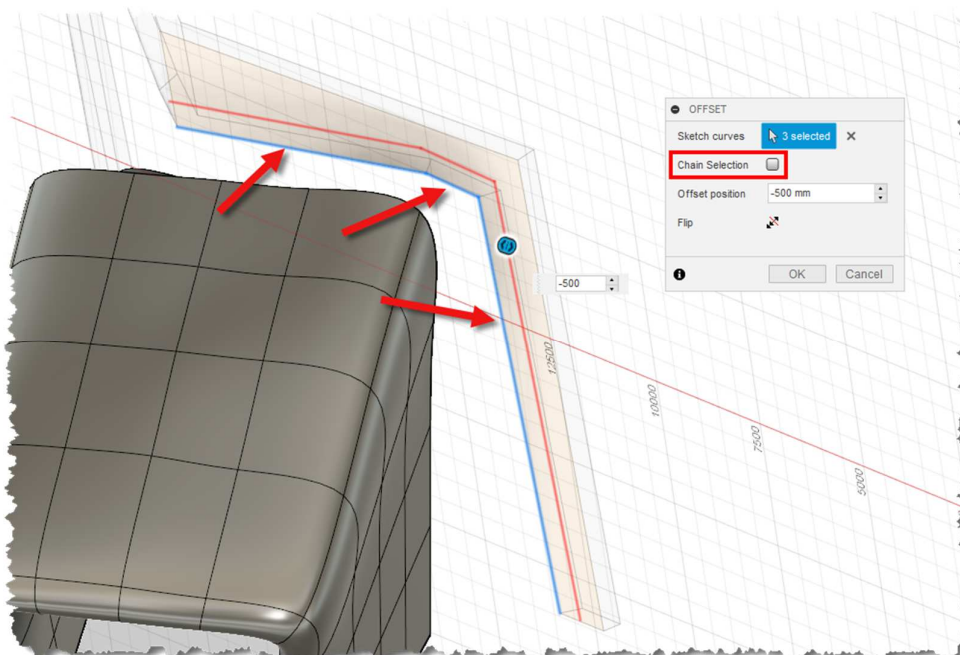 OFFSET
Sketch curves 3 selected
Chain Selection
Offset position -500 mm
Flip
OK Cancel
-500
12500
10000
7500
5000